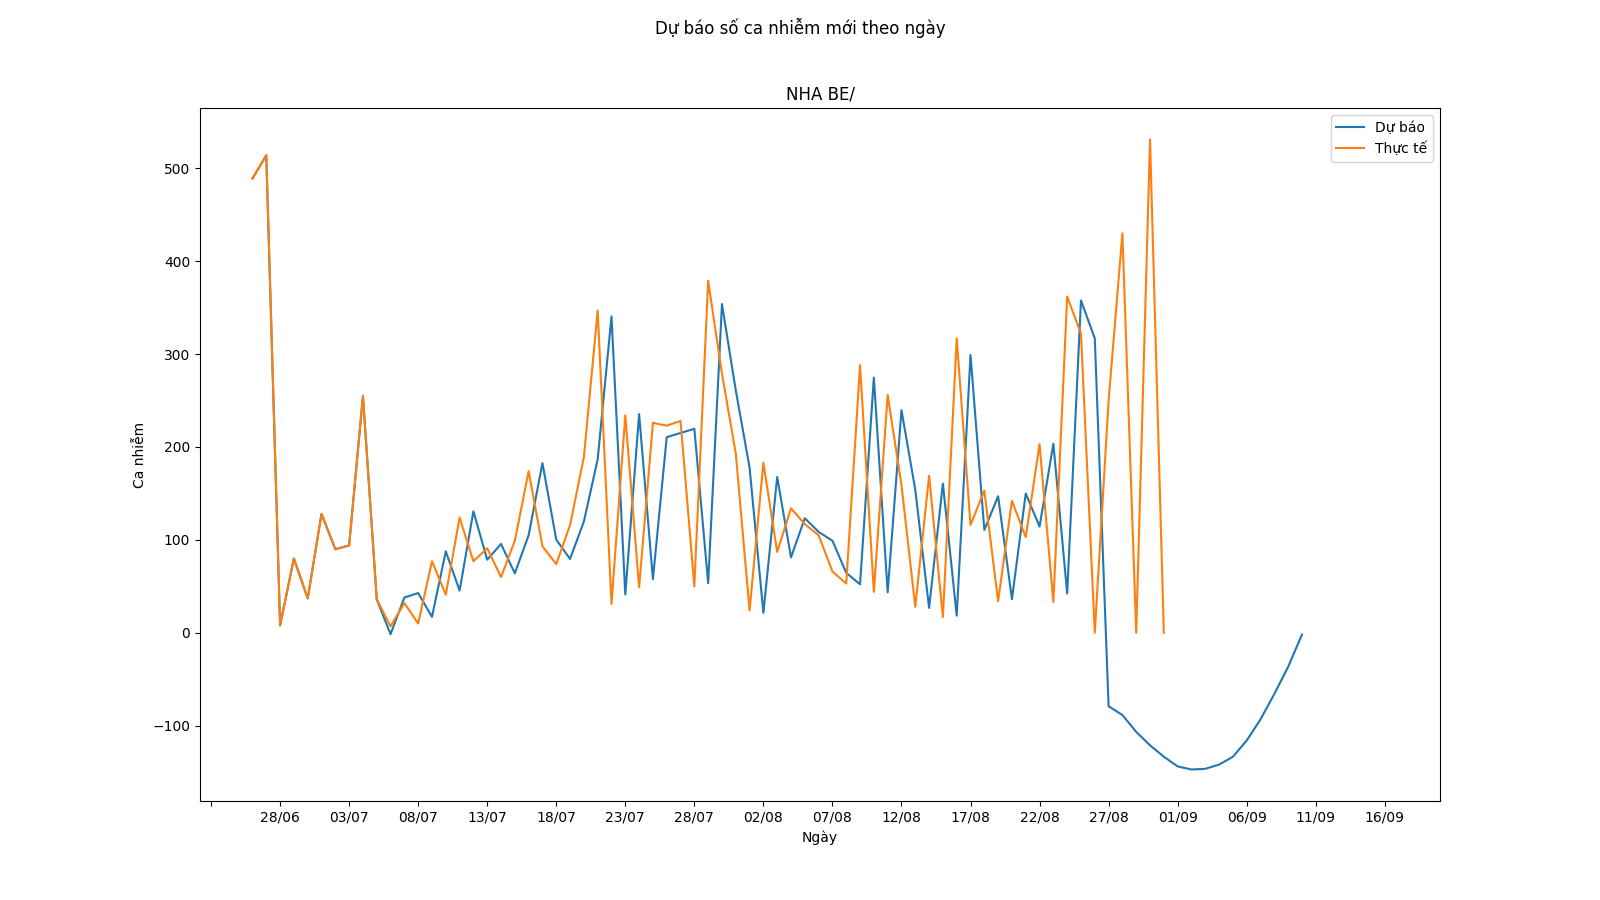 Dự báo số ca nhiễm mới theo ngày
NHA BE/
Dự báo
Thực tế
500
400
300
200
100
0
−100
Ca nhiễm
28/06 03/07 08/07 13/07 18/07 23/07 28/07 02/08 07/08 12/08 17/08 22/08 27/08 01/09 06/09 11/09 16/09
Ngày